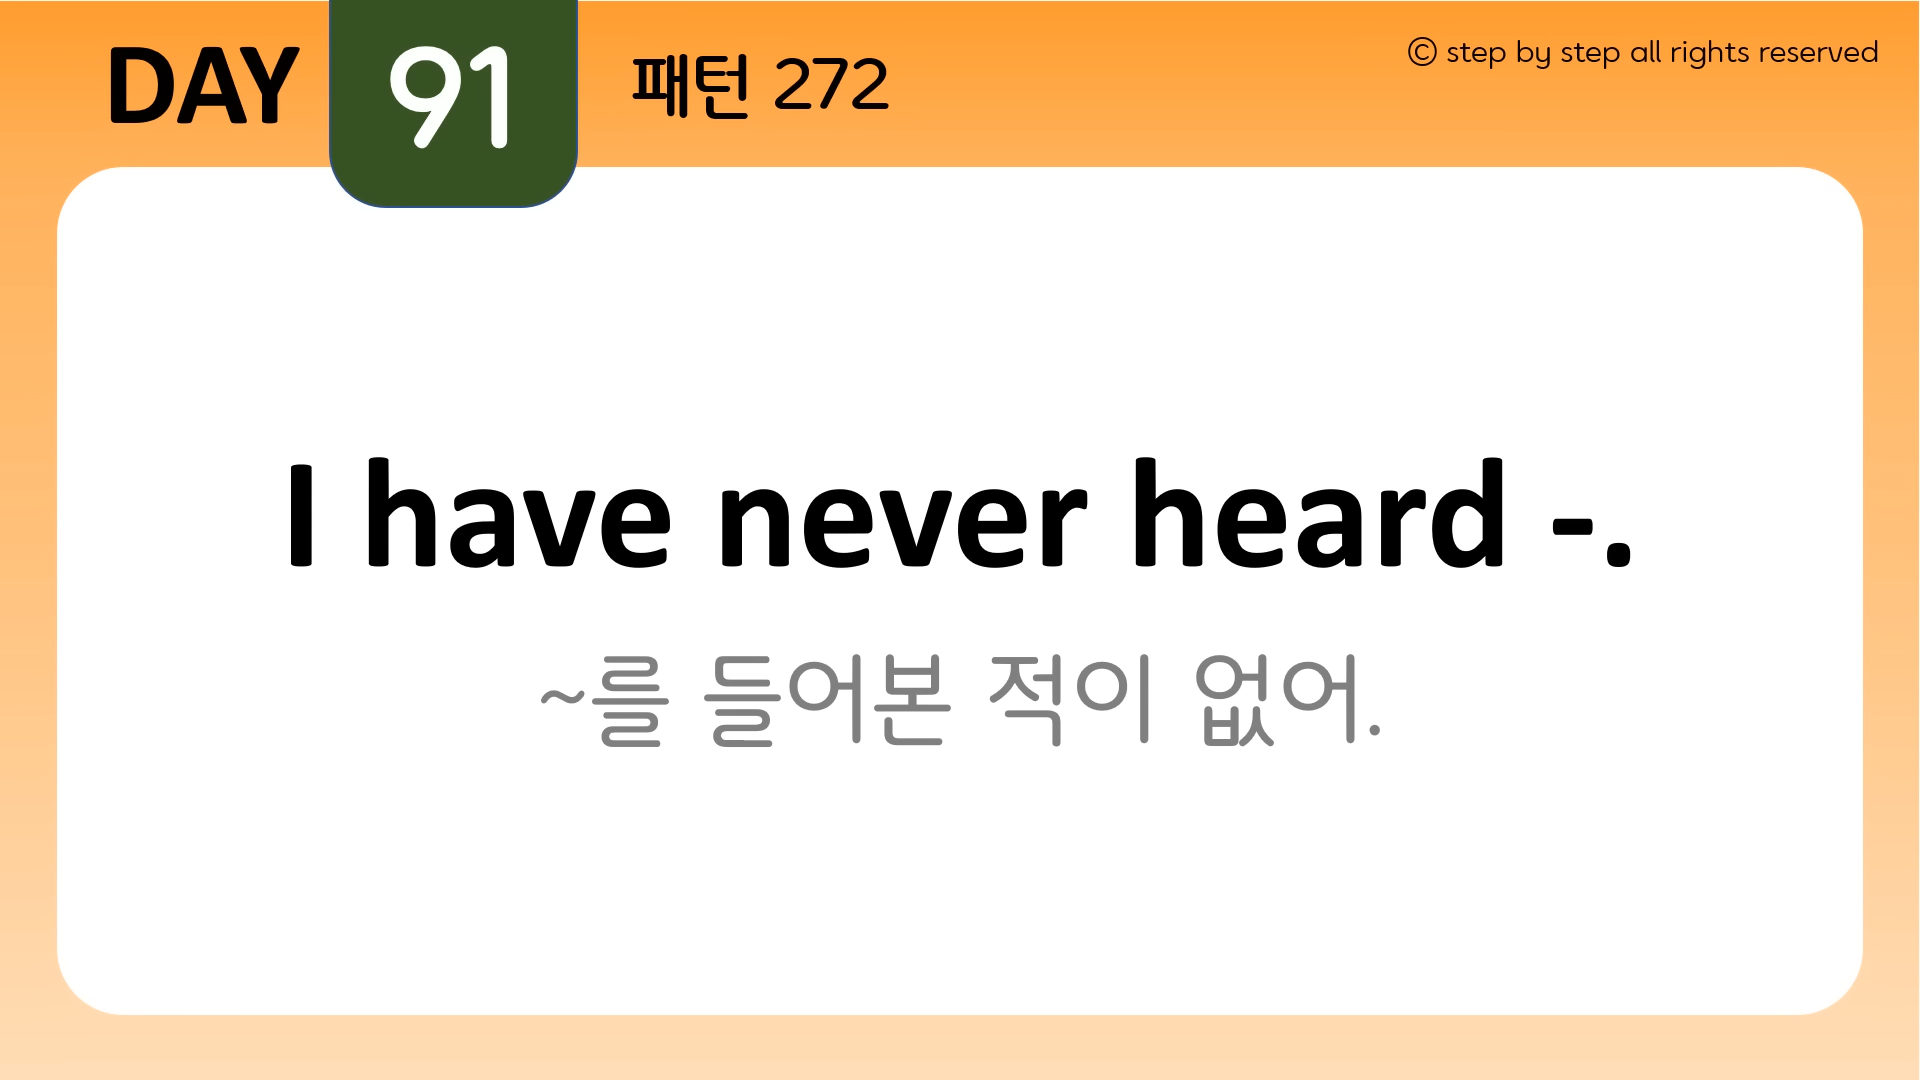 DAY 91 패턴 272
© step by step all rights reserved
I have never heard -.
~를 들어본 적이 없어.